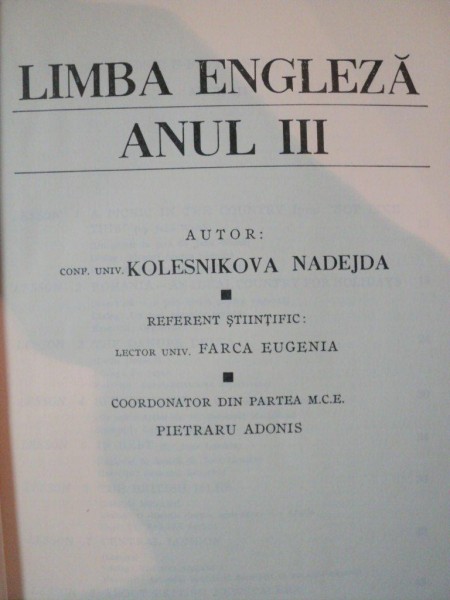 LIMBA ENGLEZĂ
ANUL III
AUTOR:
CONF. UNIV. KOLESNIKOVA NADEJDA
REFERENT ȘTIINȚIFIC:
LECTOR UNIV. FARCA EUGENIA
COORDONATOR DIN PARTEA M.C.E.
PIETRARU ADONIS